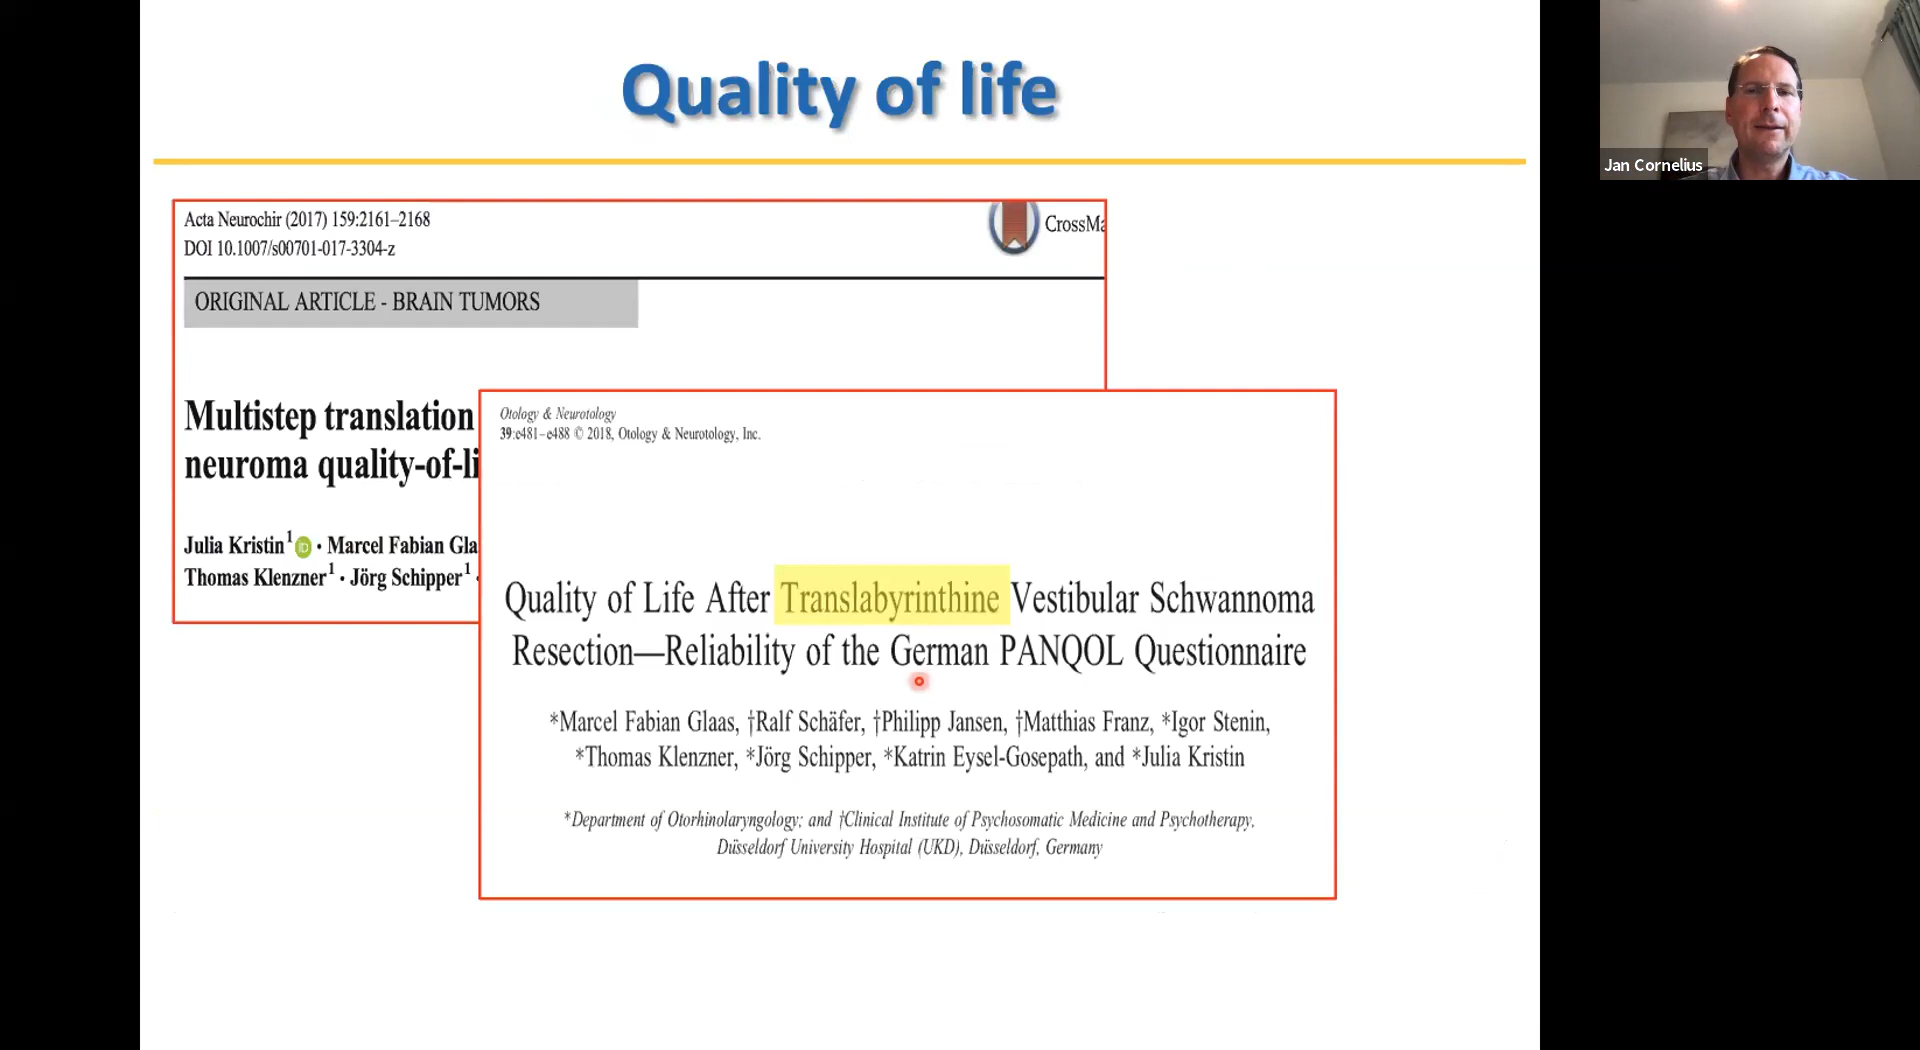 Quality of life
Jan Cornelius
Acta Neurochir (2017) 159:2161–2168
DOI 10.1007/s00701-017-3304-z
CrossMa
ORIGINAL ARTICLE - BRAIN TUMORS
Multistep translation
neuroma quality-of-li
Julia Kristin1 iD · Marcel Fabian Gla
Thomas Klenzner1 · Jörg Schipper1 ·
Otology & Neurotology
39:e481–e488 © 2018, Otology & Neurotology, Inc.
Quality of Life After Translabyrinthine Vestibular Schwannoma
Resection—Reliability of the German PANQOL Questionnaire
*Marcel Fabian Glaas, †Ralf Schäfer, †Philipp Jansen, †Matthias Franz, *Igor Stenin,
*Thomas Klenzner, *Jörg Schipper, *Katrin Eysel-Gosepath, and *Julia Kristin
*Department of Otorhinolaryngology; and †Clinical Institute of Psychosomatic Medicine and Psychotherapy,
Düsseldorf University Hospital (UKD), Düsseldorf, Germany